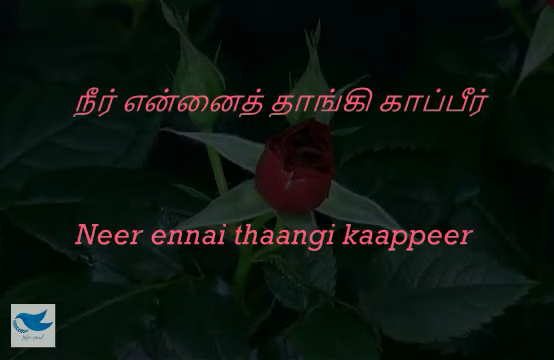 நீர் என்னைத் தாங்கி காப்பீர்
Neer ennai thaangi kaappeer